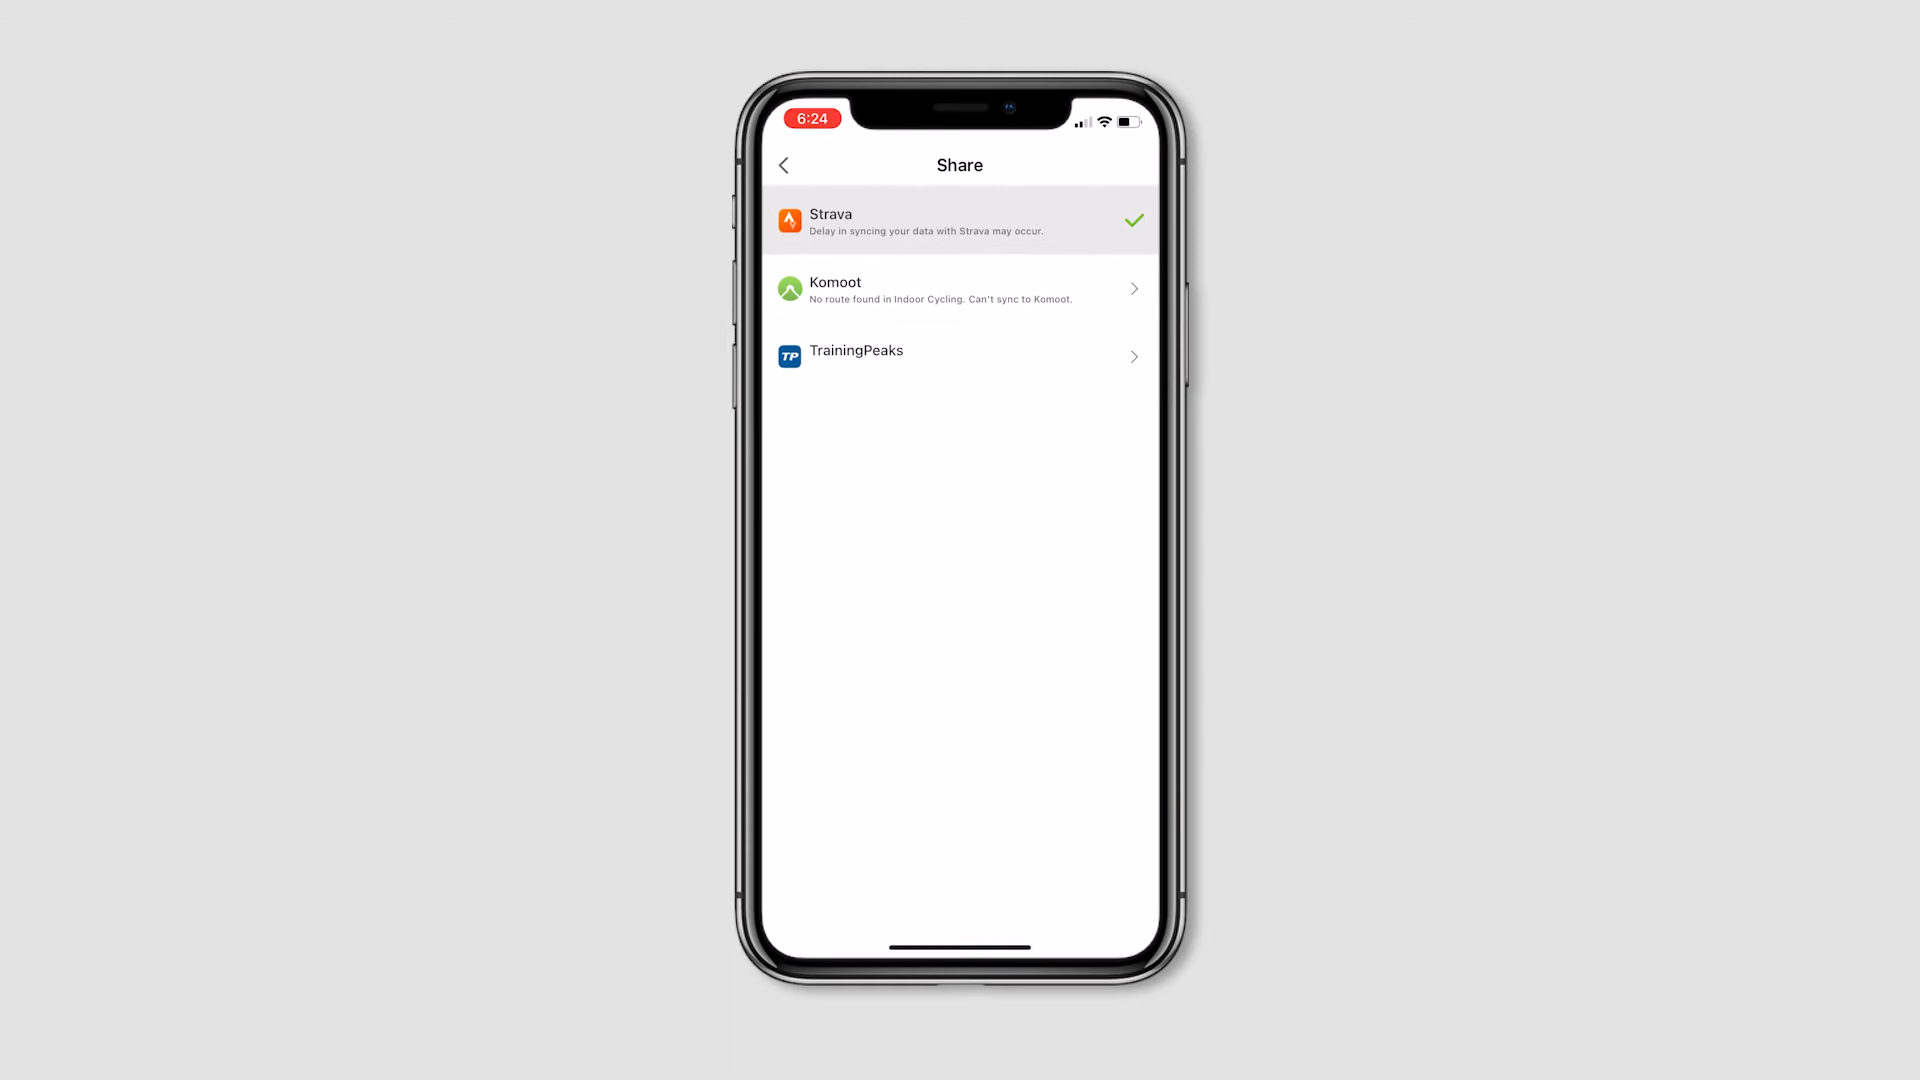 6:24
Share
Strava
Delay in syncing your data with Strava may occur.
Komoot
No route found in Indoor Cycling. Can't sync to Komoot.
TP
TrainingPeaks